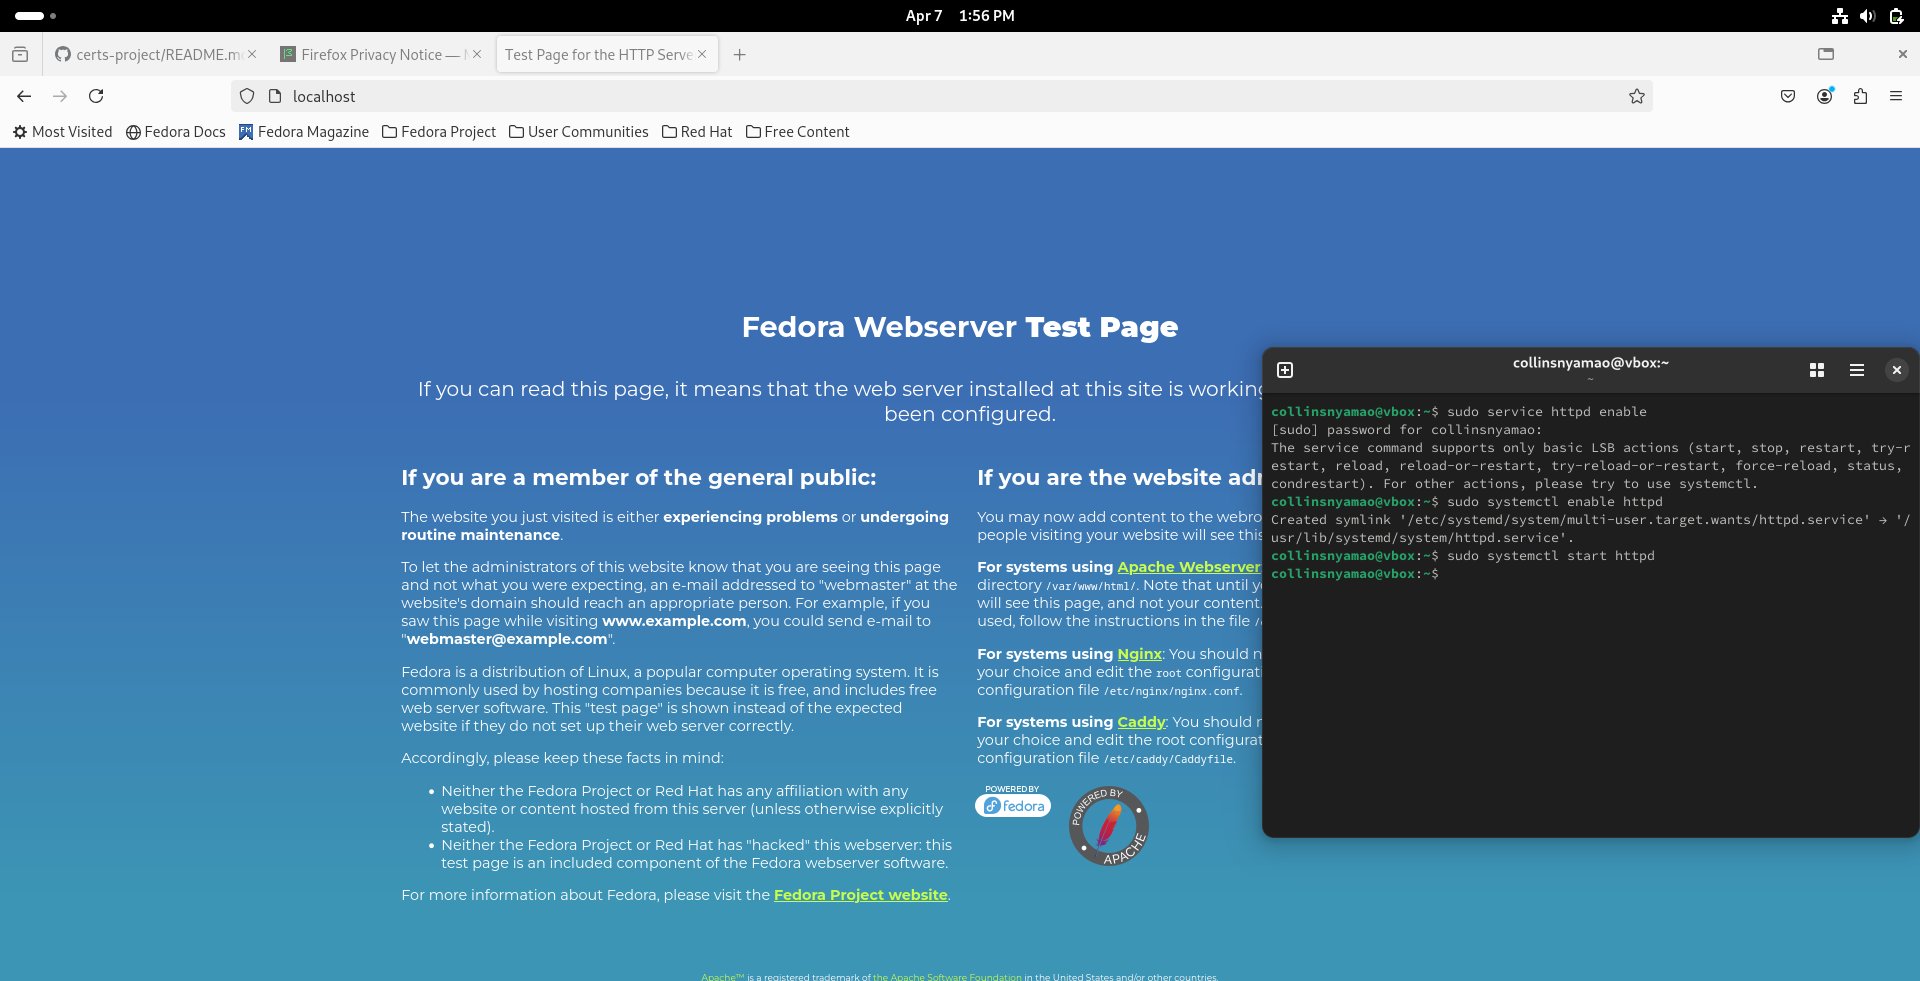 Apr 7 1:56 PM
certs-project/README.m
Firefox Privacy Notice —
Test Page for the HTTP Serve
localhost
Most Visited
Fedora Docs
Fedora Magazine
Fedora Project
User Communities
Red Hat
Free Content
Fedora Webserver Test Page
If you can read this page, it means that the web server installed at this site is working
been configured.
If you are a member of the general public:
The website you just visited is either experiencing problems or undergoing
routine maintenance.
To let the administrators of this website know that you are seeing this page
and not what you were expecting, an e-mail addressed to "webmaster" at the
website's domain should reach an appropriate person. For example, if you
saw this page while visiting www.example.com, you could send e-mail to
"webmaster@example.com".
Fedora is a distribution of Linux, a popular computer operating system. It is
commonly used by hosting companies because it is free, and includes free
web server software. This "test page" is shown instead of the expected
website if they do not set up their web server correctly.
Accordingly, please keep these facts in mind:
• Neither the Fedora Project or Red Hat has any affiliation with any
website or content hosted from this server (unless otherwise explicitly
stated).
• Neither the Fedora Project or Red Hat has "hacked" this webserver: this
test page is an included component of the Fedora webserver software.
For more information about Fedora, please visit the Fedora Project website.
If you are the website
You may now add content to the
people visiting your website will see
For systems using Apache Webserver
directory /var/www/html/. Note that until
will see this page, and not your content.
used, follow the instructions in the file
For systems using Nginx: You should
your choice and edit the root
configuration file /etc/nginx/nginx.conf.
For systems using Caddy: You should
your choice and edit the root
configuration file /etc/caddy/Caddyfile.
POWERED BY
fedora
POWERED BY
APACHE
Apache™ is a registered trademark of the Apache Software Foundation in the United States and/or other countries.
collinsnyamao@vbox:~
~
collinsnyamao@vbox:~$ sudo service httpd enable
[sudo] password for collinsnyamao:
The service command supports only basic LSB actions (start, stop, restart, try-r
estart, reload, reload-or-restart, try-reload-or-restart, force-reload, status,
condrestart). For other actions, please try to use systemctl.
collinsnyamao@vbox:~$ sudo systemctl enable httpd
Created symlink '/etc/systemd/system/multi-user.target.wants/httpd.service' → '/
usr/lib/systemd/system/httpd.service'.
collinsnyamao@vbox:~$ sudo systemctl start httpd
collinsnyamao@vbox:~$